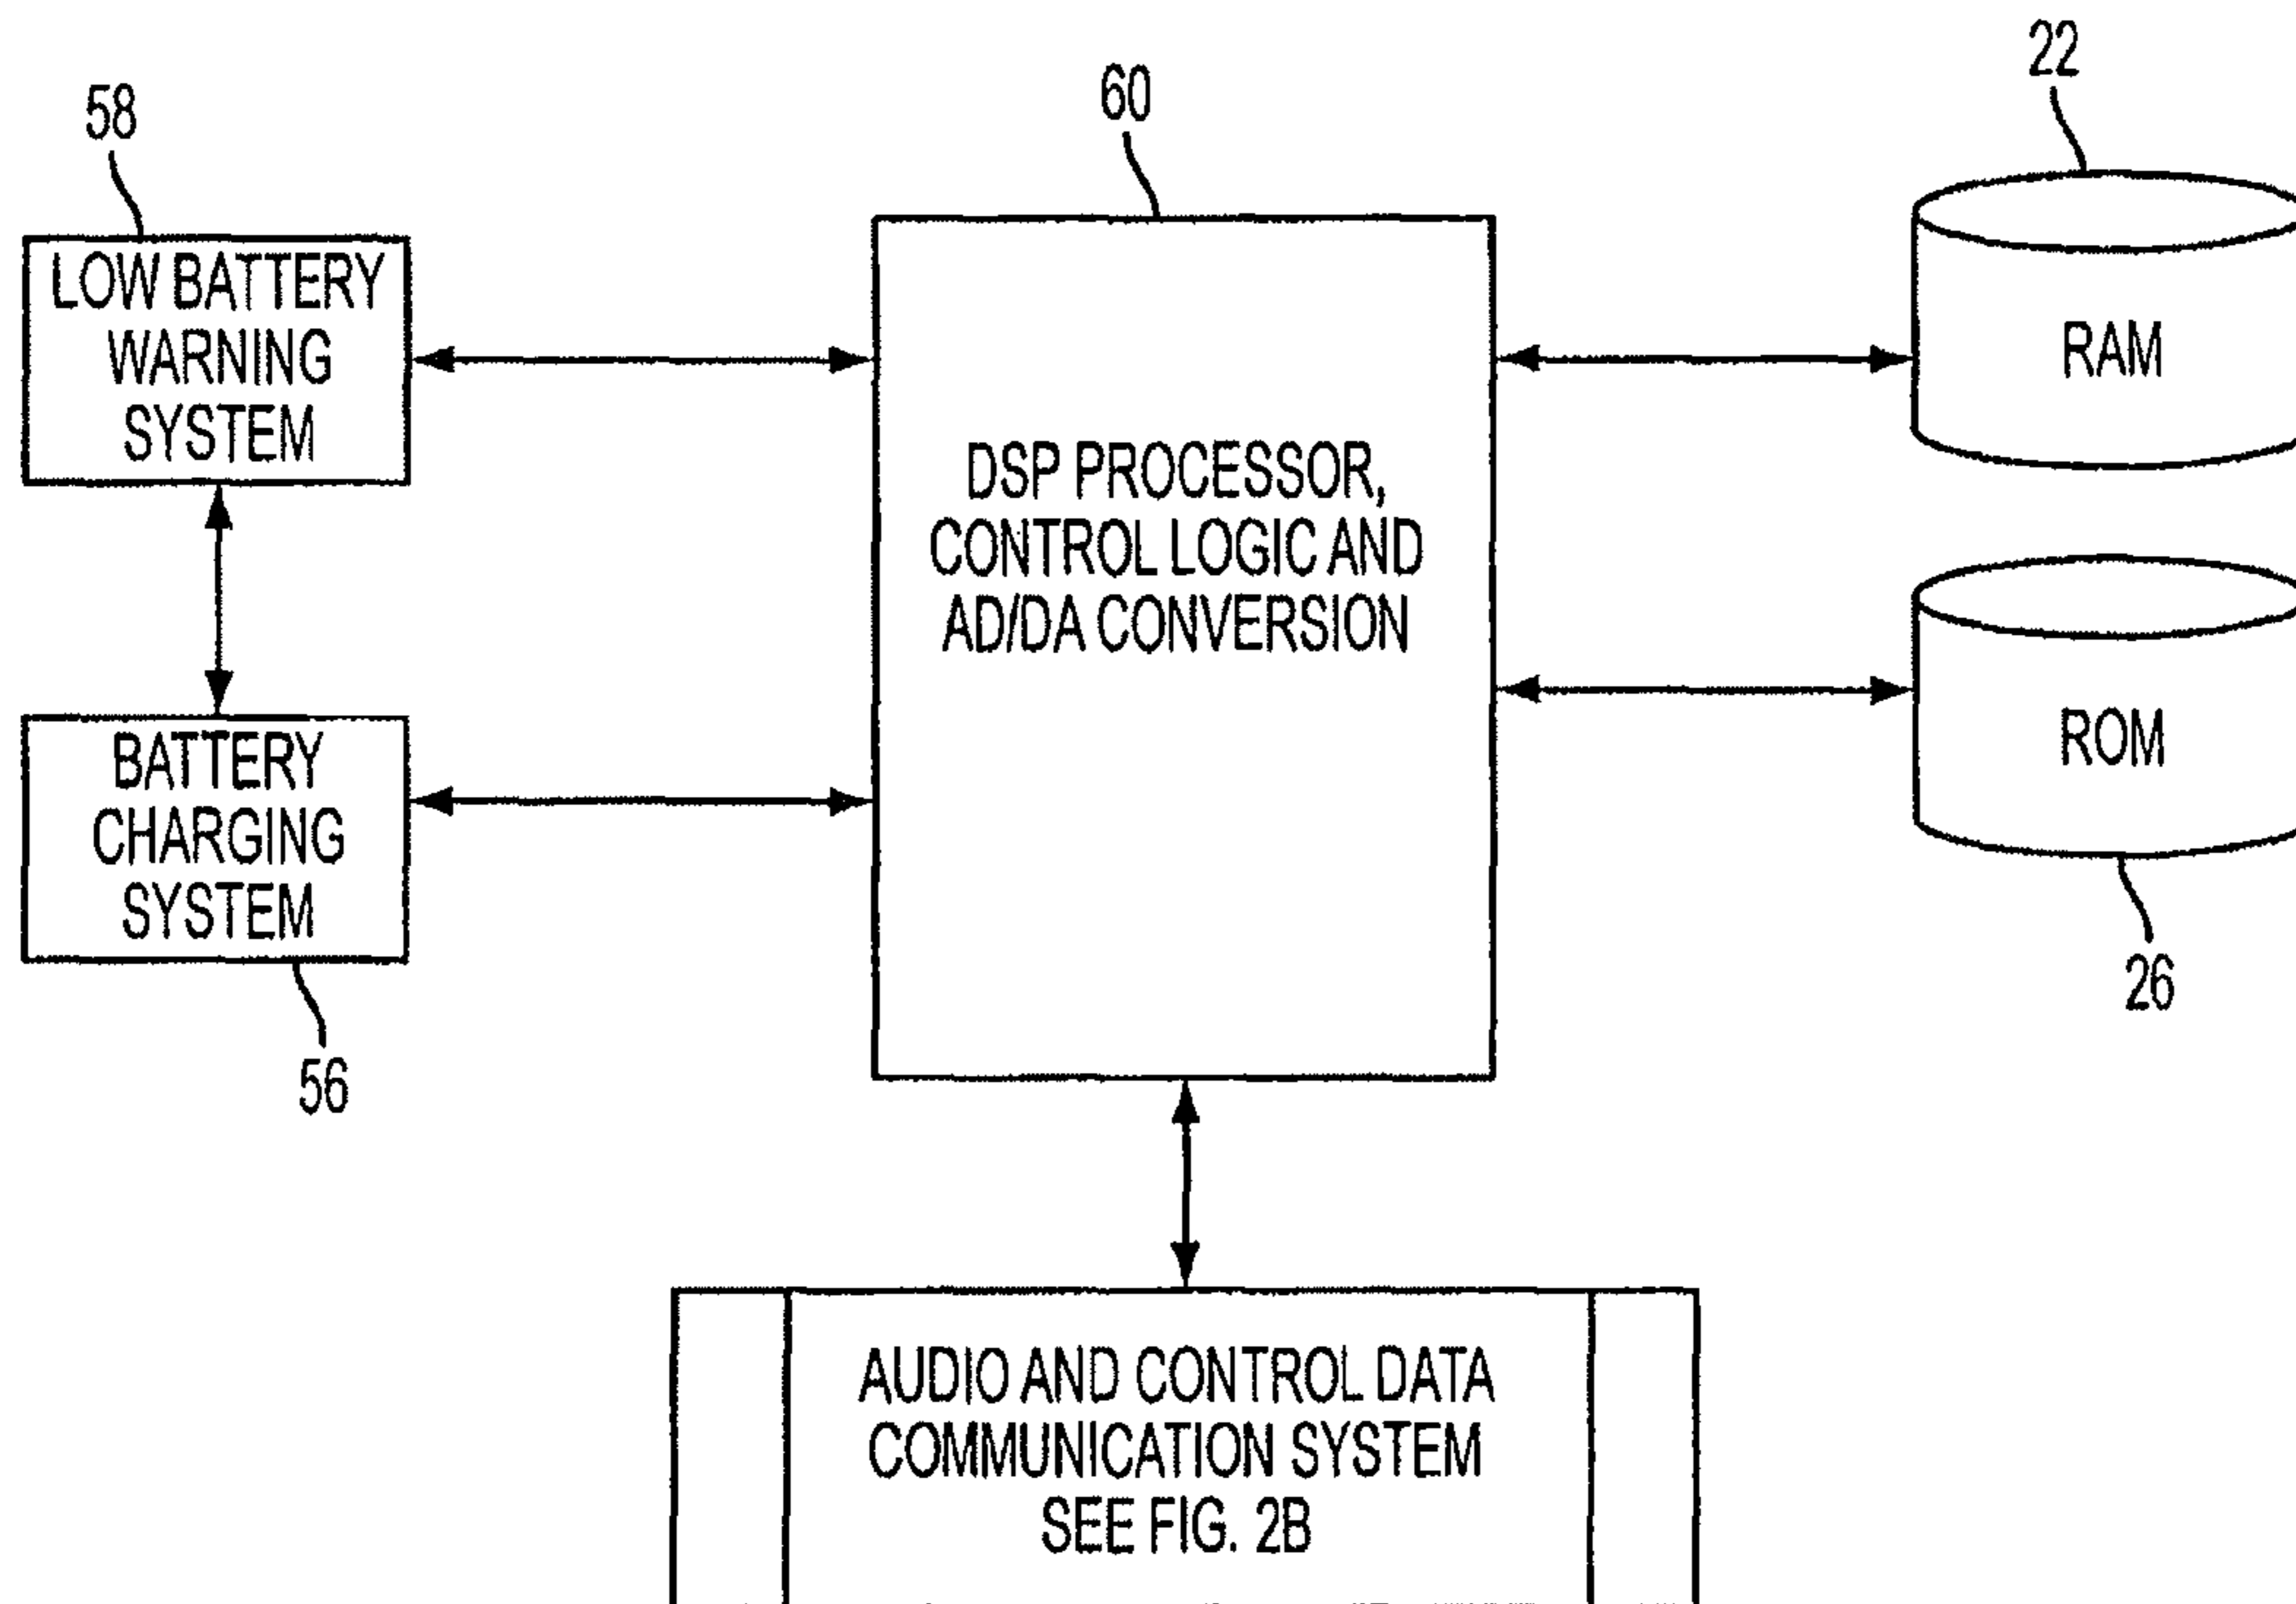 22
60
58
LOW BATTERY
WARNING
SYSTEM
DSP PROCESSOR,
CONTROL LOGIC AND
AD/DA CONVERSION
RAM
BATTERY
CHARGING
SYSTEM
ROM
26
56
AUDIO AND CONTROL DATA
COMMUNICATION SYSTEM
SEE FIG. 2B